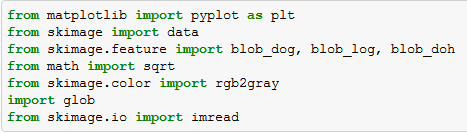 from matplotlib import pyplot as plt
from skimage import data
from skimage.feature import blob_dog, blob_log, blob_doh
from math import sqrt
from skimage.color import rgb2gray
import glob
from skimage.io import imread